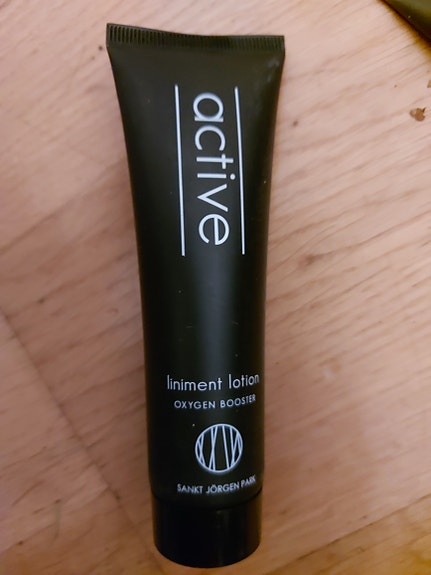 active
liniment lotion
OXYGEN BOOSTER
SANKT JÖRGEN PARK